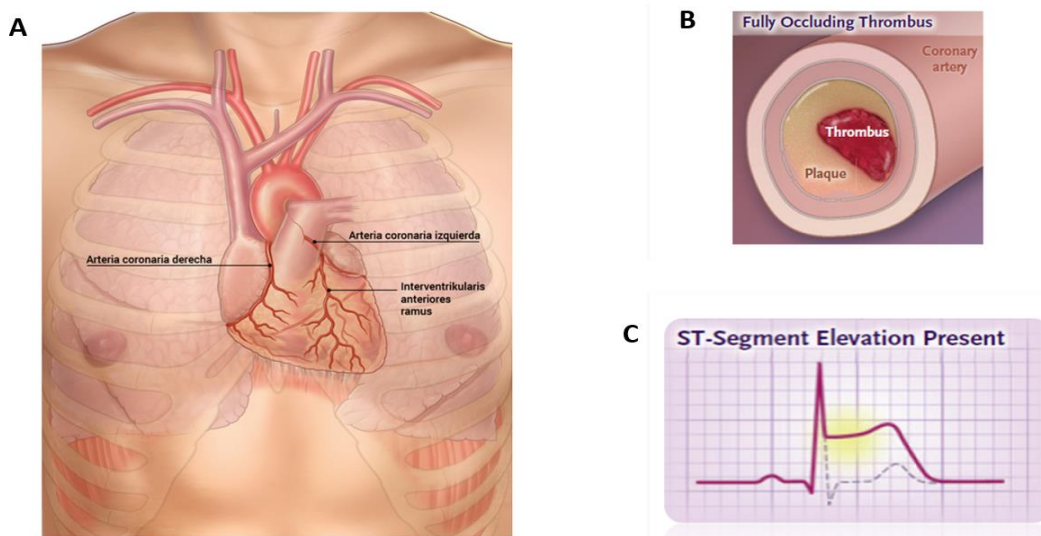 A
Arteria coronaria izquierda
Arteria coronaria derecha
Interventrikularis
anteriores
ramus
B
Fully Occluding Thrombus
Coronary
artery
Thrombus
Plaque
C
ST-Segment Elevation Present